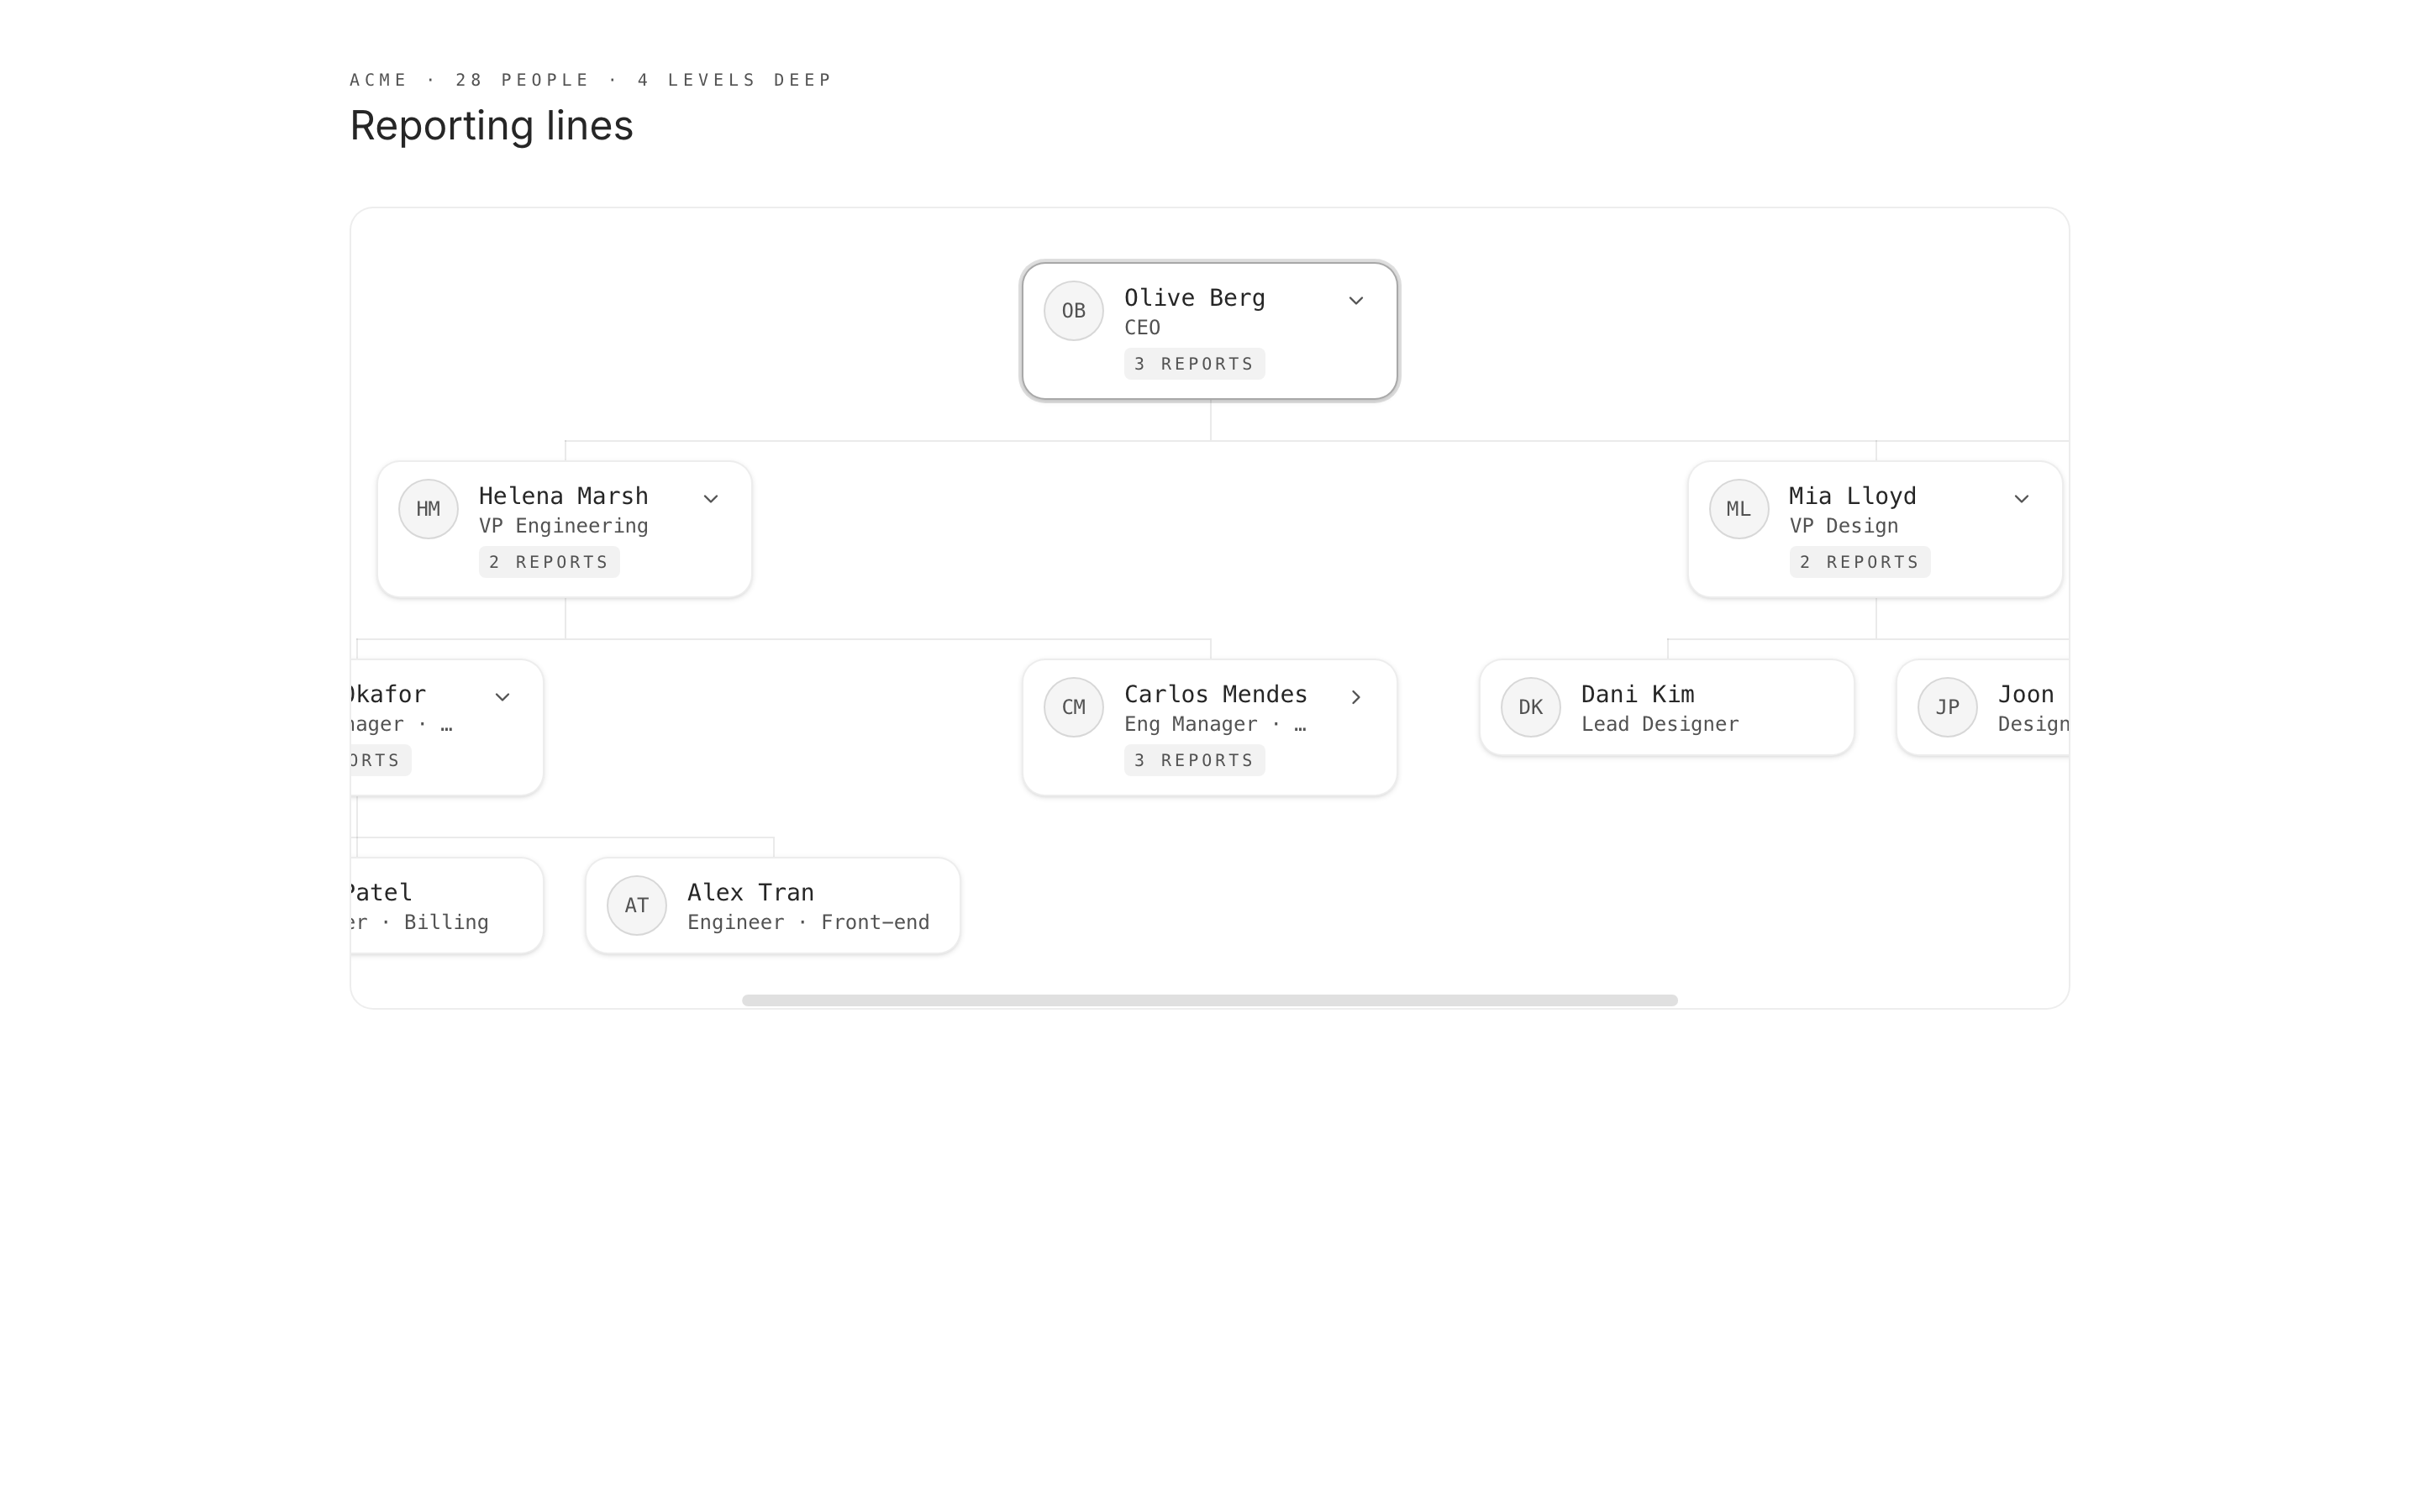 ACME · 28 PEOPLE · 4 LEVELS DEEP
Reporting lines
OB
Olive Berg
CEO
3 REPORTS
HM
Helena Marsh
VP Engineering
2 REPORTS
ML
Mia Lloyd
VP Design
2 REPORTS
Okafor
nager · …
ORTS
CM
Carlos Mendes
Eng Manager · …
3 REPORTS
DK
Dani Kim
Lead Designer
JP
Joon
Design
Patel
er · Billing
AT
Alex Tran
Engineer · Front-end